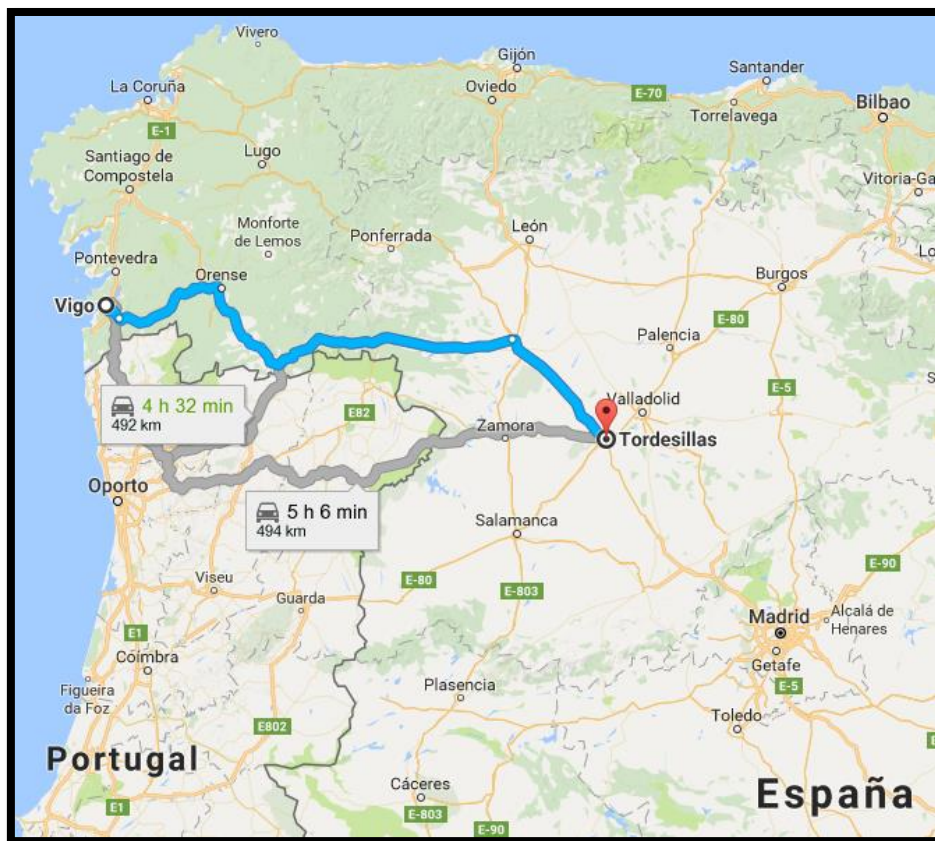 Vivero
Gijón
La Coruña
Oviedo
Santander
E-70
Torrelavega
Bilbao
E-1
Lugo
Santiago de
Compostela
Vitoria-Ga
Monforte
de Lemos
Ponferrada
León
Pontevedra
Orense
Burgos
Vigo
E-80
Palencia
4 h 32 min
492 km
E82
Valladolid
Zamora
Tordesillas
Oporto
5 h 6 min
494 km
Salamanca
Viseu
E-80
E-803
E-90
Guarda
Madrid
Alcalá de
Henares
E1
Coimbra
Getafe
Figueira
da Foz
Plasencia
E-5
Toledo
E802
Portugal
Cáceres
España
E1
E-803
E-90
E-5
Lo
S